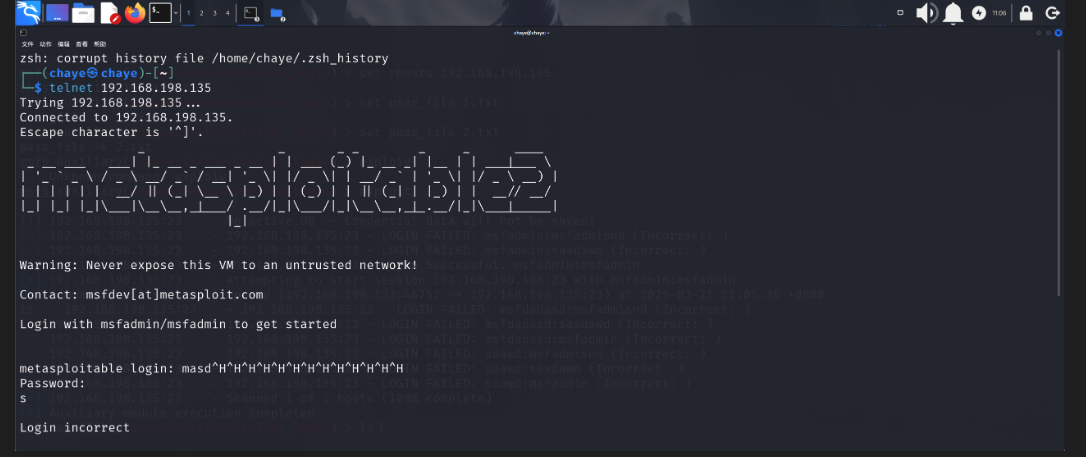 1 2 3 4
11:06
chaye@chaye:~
文件 动作 编辑 查看 帮助
zsh: corrupt history file /home/chaye/.zsh_history
┌──(chaye㉿chaye)-[~]
└─$ telnet 192.168.198.135
Trying 192.168.198.135...
Connected to 192.168.198.135.
Escape character is '^]'.
metasploitable2
Warning: Never expose this VM to an untrusted network!
Contact: msfdev[at]metasploit.com
Login with msfadmin/msfadmin to get started
metasploitable login: masd^H^H^H^H^H^H^H^H^H^H^H^H^H
Password:
s
Login incorrect